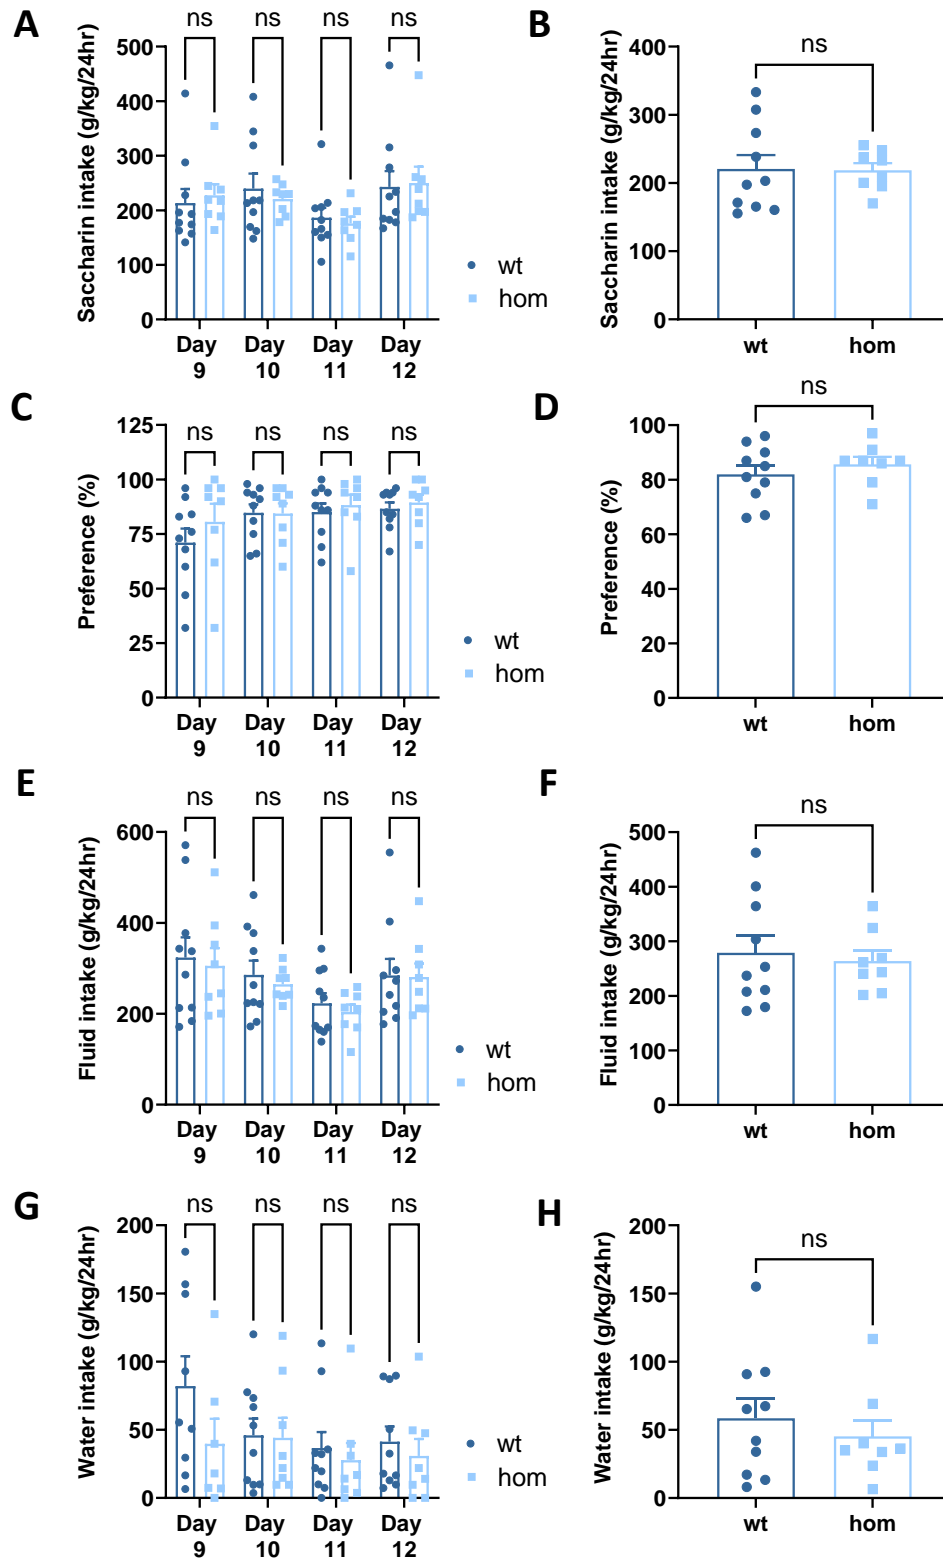 A
ns
ns
ns
ns
Saccharin intake (g/kg/24hr)
500
400
300
200
100
0
Day 9
Day 10
Day 11
Day 12
wt
hom
B
ns
Saccharin intake (g/kg/24hr)
400
300
200
100
0
wt
hom
C
ns
ns
ns
ns
Preference (%)
125
100
75
50
25
0
Day 9
Day 10
Day 11
Day 12
wt
hom
D
ns
Preference (%)
100
80
60
40
20
0
wt
hom
E
ns
ns
ns
ns
Fluid intake (g/kg/24hr)
600
400
200
0
Day 9
Day 10
Day 11
Day 12
wt
hom
F
ns
Fluid intake (g/kg/24hr)
500
400
300
200
100
0
wt
hom
G
ns
ns
ns
ns
Water intake (g/kg/24hr)
200
150
100
50
0
Day 9
Day 10
Day 11
Day 12
wt
hom
H
ns
Water intake (g/kg/24hr)
200
150
100
50
0
wt
hom